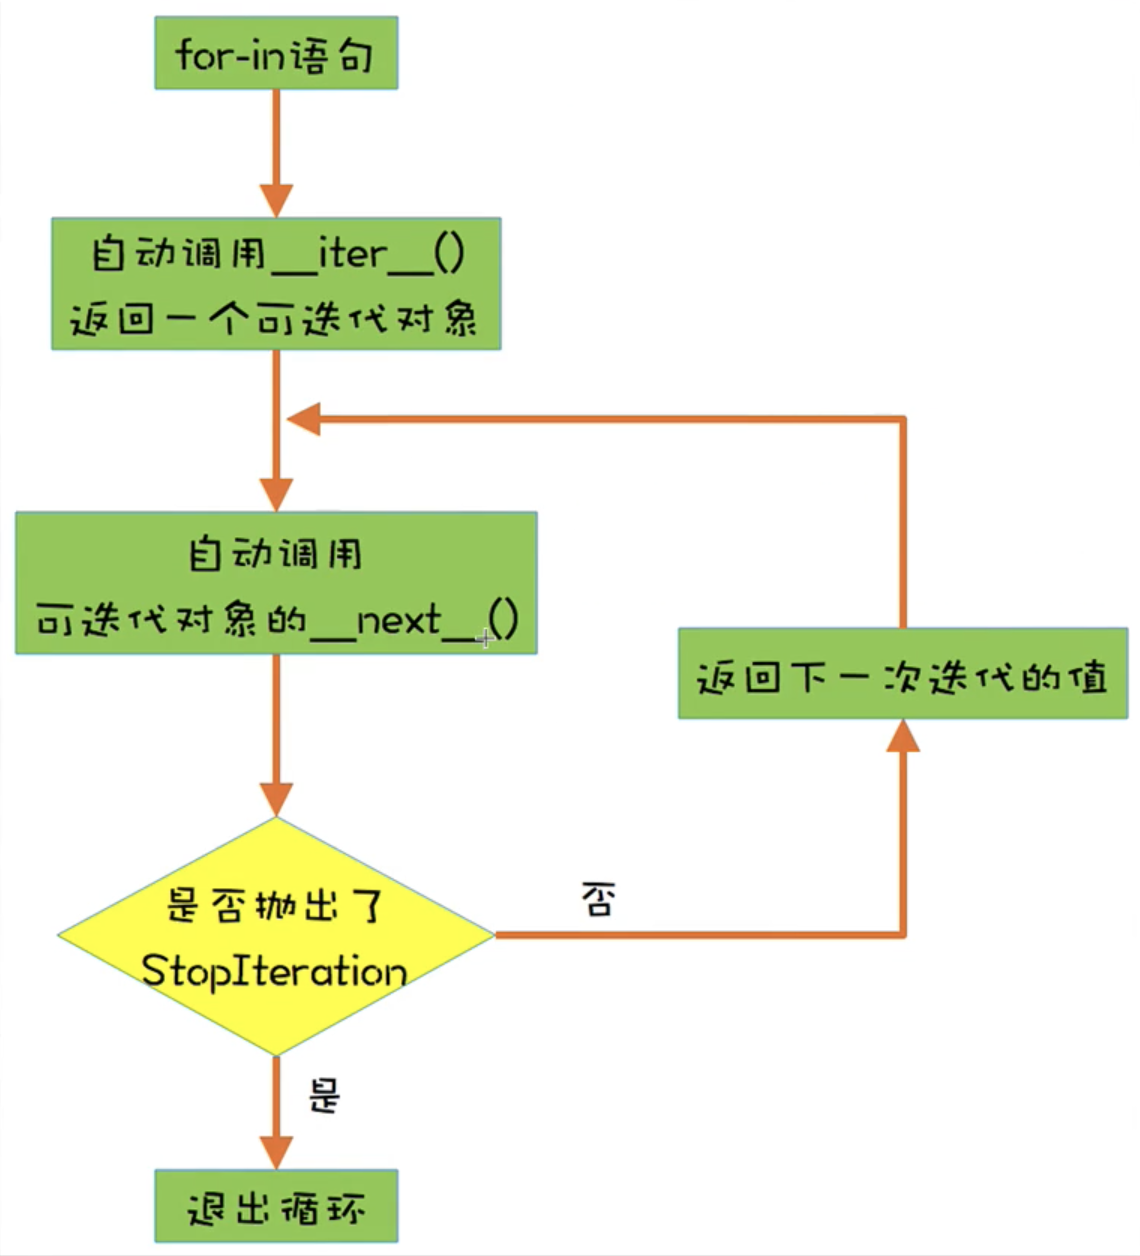 for-in语句
自动调用__iter__()
返回一个可迭代对象
自动调用
可迭代对象的__next__()
返回下一次迭代的值
是否抛出了
StopIteration
否
是
退出循环